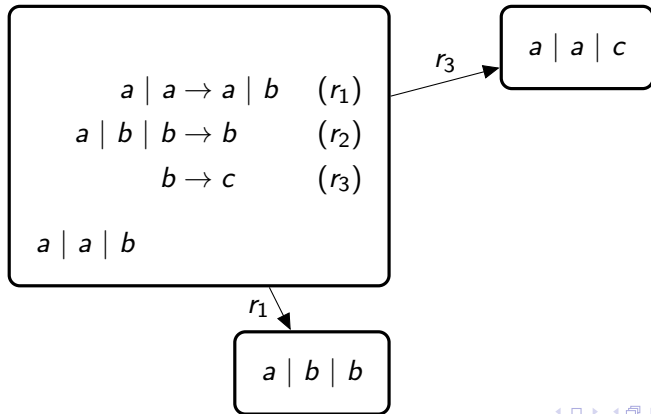 a | a → a | b (r₁)
a | b | b → b (r₂)
b → c (r₃)
a | a | b
r₃
a | a | c
r₁
a | b | b